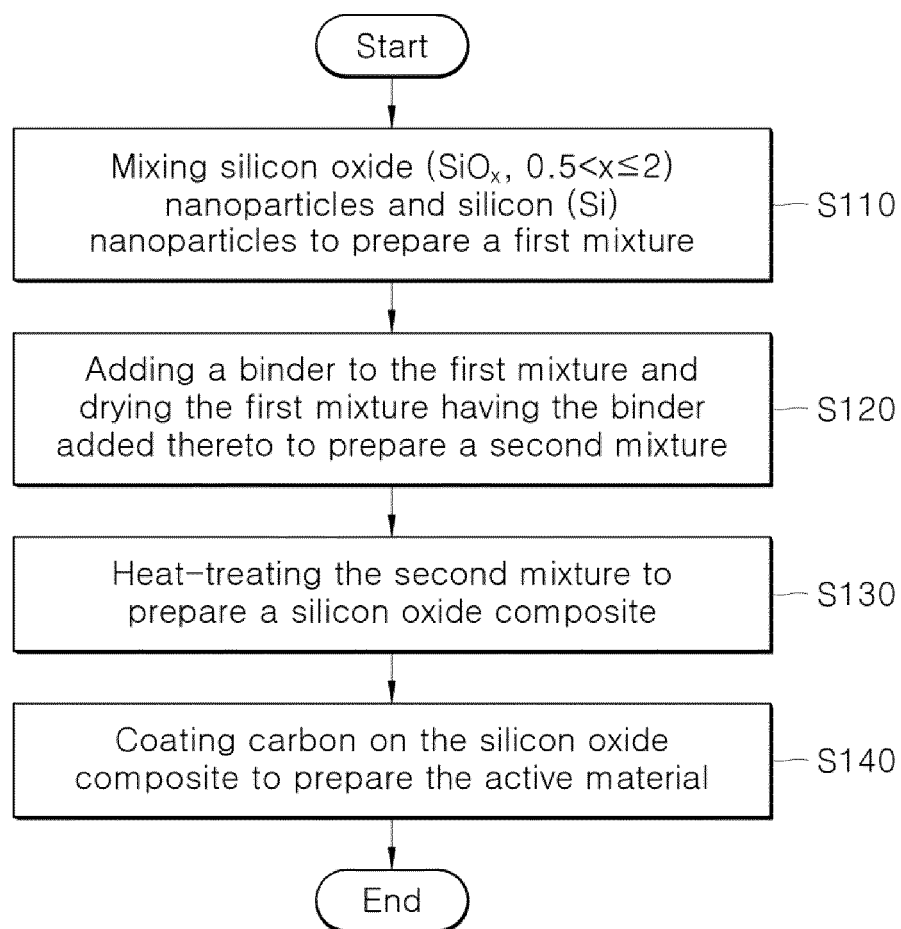 Start
Mixing silicon oxide (SiOₓ, 0.5<x≦2)
nanoparticles and silicon (Si)
nanoparticles to prepare a first mixture
S110
Adding a binder to the first mixture and
drying the first mixture having the binder
added thereto to prepare a second mixture
S120
Heat-treating the second mixture to
prepare a silicon oxide composite
S130
Coating carbon on the silicon oxide
composite to prepare the active material
S140
End